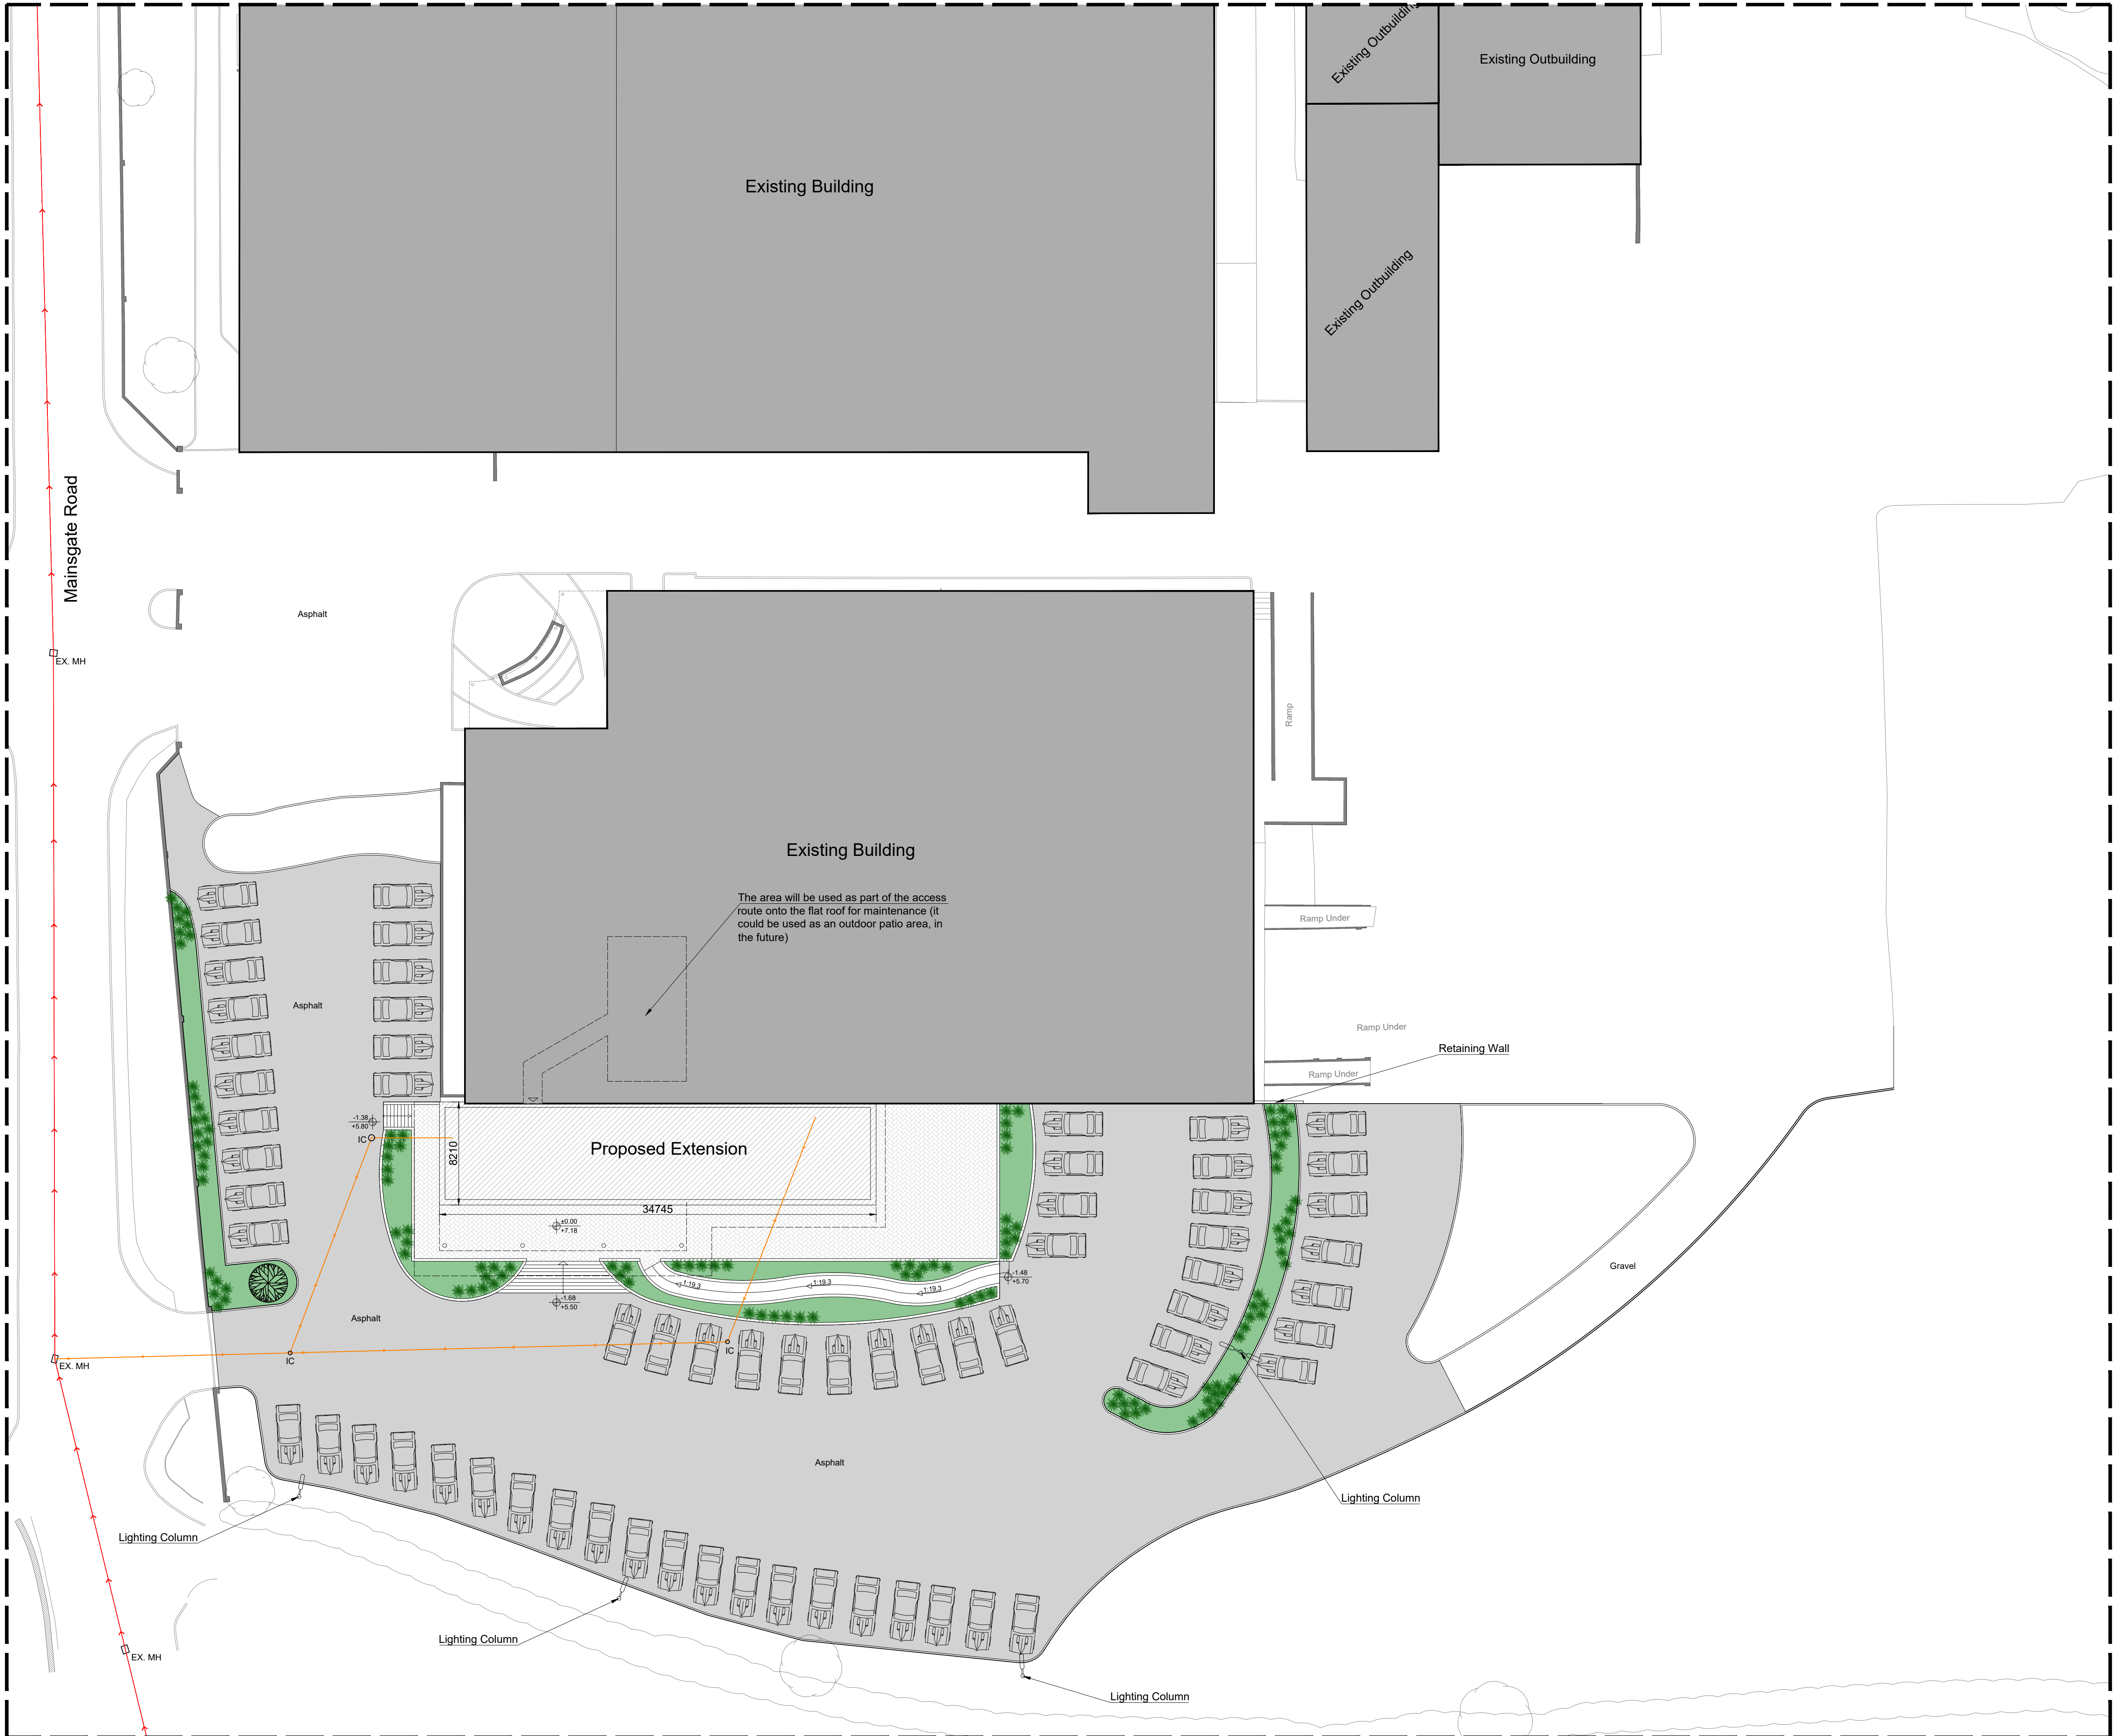 Existing Outbuilding
Existing Outbuilding
Existing Building
Existing Outbuilding
Mainsgate Road
Asphalt
EX. MH
Ramp
Existing Building
The area will be used as part of the access
route onto the flat roof for maintenance (it
could be used as an outdoor patio area, in
the future)
Ramp Under
Asphalt
Ramp Under
Retaining Wall
Ramp Under
-1.38
+5.80
IC
8210
Proposed Extension
34745
±0.00
+7.18
1:19.3
1:19.3
1:19.3
-1.48
+5.70
Gravel
-1.68
+5.50
Asphalt
IC
IC
EX. MH
Asphalt
Lighting Column
Lighting Column
Lighting Column
EX. MH
Lighting Column